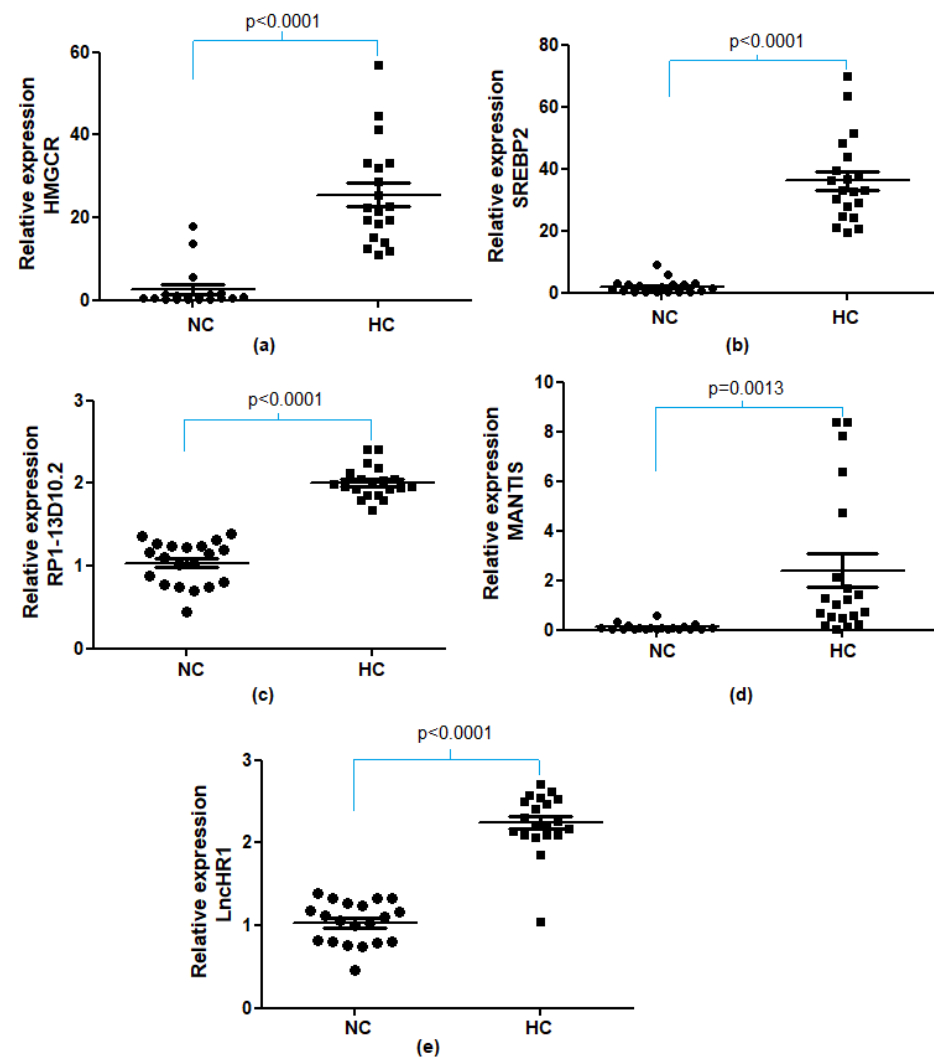 p<0.0001
60
40
20
0
Relative expression
HMGCR
NC
HC
(a)
p<0.0001
80
60
40
20
0
Relative expression
SREBP2
NC
HC
(b)
p<0.0001
3
2
1
0
Relative expression
RP1-13D10.2
NC
HC
(c)
p=0.0013
10
8
6
4
2
0
Relative expression
MANTIS
NC
HC
(d)
p<0.0001
3
2
1
0
Relative expression
LncHR1
NC
HC
(e)